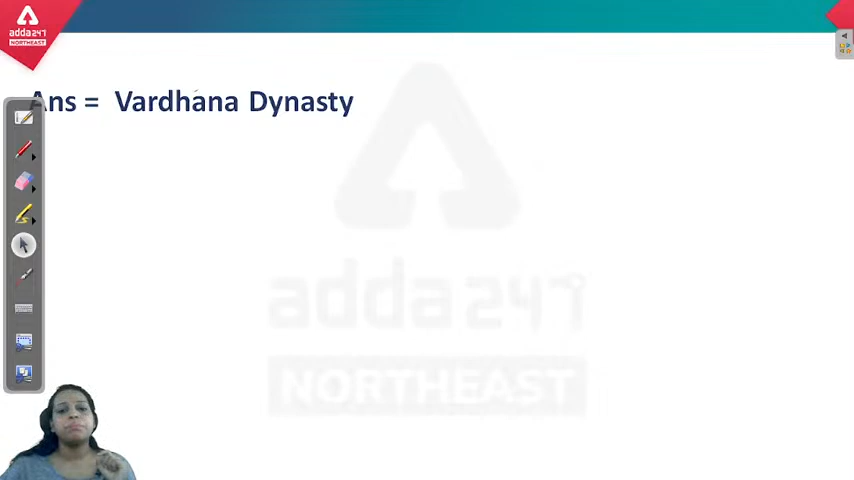 adda247
NORTHEAST
Ans = Vardhana Dynasty
adda247
NORTHEAST